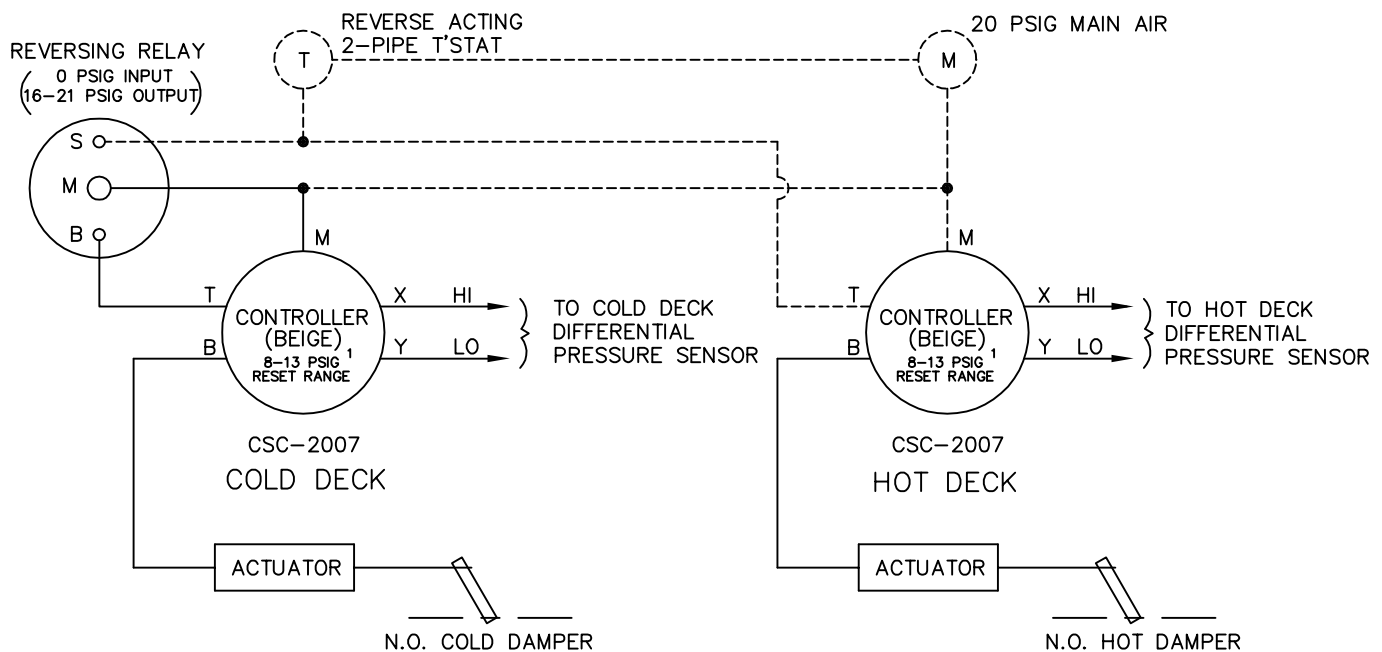 REVERSING RELAY
( 0 PSIG INPUT
16-21 PSIG OUTPUT )
REVERSE ACTING
2-PIPE T'STAT
T
20 PSIG MAIN AIR
M
S
M
B
M
T
B
CONTROLLER
(BEIGE)
8-13 PSIG 1
RESET RANGE
X HI
Y LO
TO COLD DECK
DIFFERENTIAL
PRESSURE SENSOR
CSC-2007
COLD DECK
ACTUATOR
N.O. COLD DAMPER
M
T
B
CONTROLLER
(BEIGE)
8-13 PSIG 1
RESET RANGE
X HI
Y LO
TO HOT DECK
DIFFERENTIAL
PRESSURE SENSOR
CSC-2007
HOT DECK
ACTUATOR
N.O. HOT DAMPER